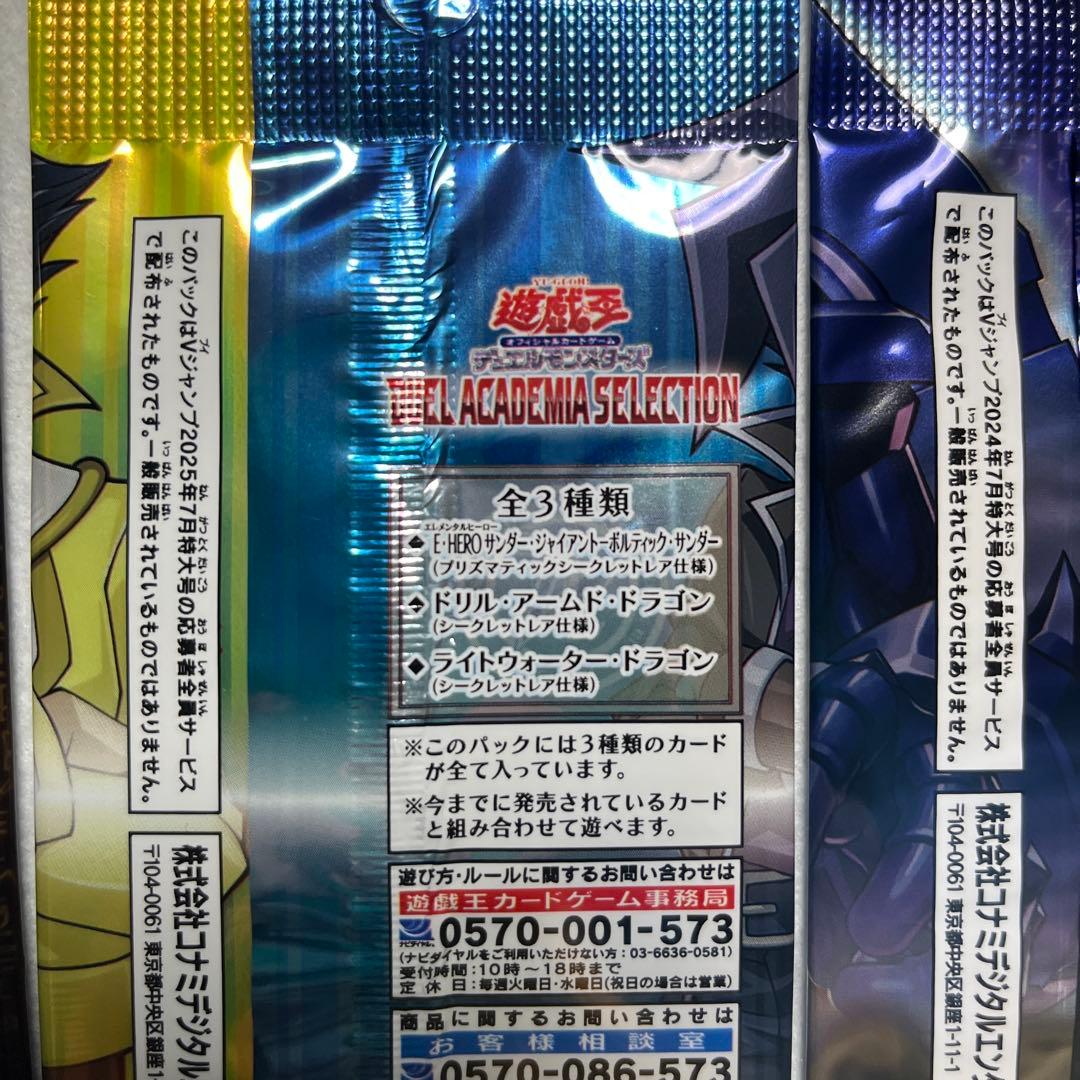 このパックはVジャンプ2025年7月特大号の応募者全員サービス
で配布されたものです。一般販売されているものではありません。
株式会社コナミデジタル
〒104-0061 東京都中央区銀座1-
YU-GI-OH!
遊戯王
オフィシャルカードゲーム
デュエルモンスターズ
DUEL ACADEMIA SELECTION
全3種類
エレメンタルヒーロー
◆E・HERO サンダー・ジャイアントーボルティック・サンダー
(プリズマティックシークレットレア仕様)
◆ドリル・アームド・ドラゴン
(シークレットレア仕様)
◆ライトウォーター・ドラゴン
(シークレットレア仕様)
※このパックには3種類のカード
が全て入っています。
※今までに発売されているカード
と組み合わせて遊べます。
遊び方・ルールに関するお問い合わせは
遊戯王カードゲーム事務局
ナビダイヤル 0570-001-573
(ナビダイヤルをご利用いただけない方：03-6636-0581)
受付時間：10時～18時まで
定休日：毎週火曜日・水曜日(祝日の場合は営業)
商品に関するお問い合わせは
お客様相談室
0570-086-573
このパックはVジャンプ2024年7月特大号の応募者全員サービス
で配布されたものです。一般販売されているものではありません。
株式会社コナミデジタルエン
〒104-0061 東京都中央区銀座1-11-1